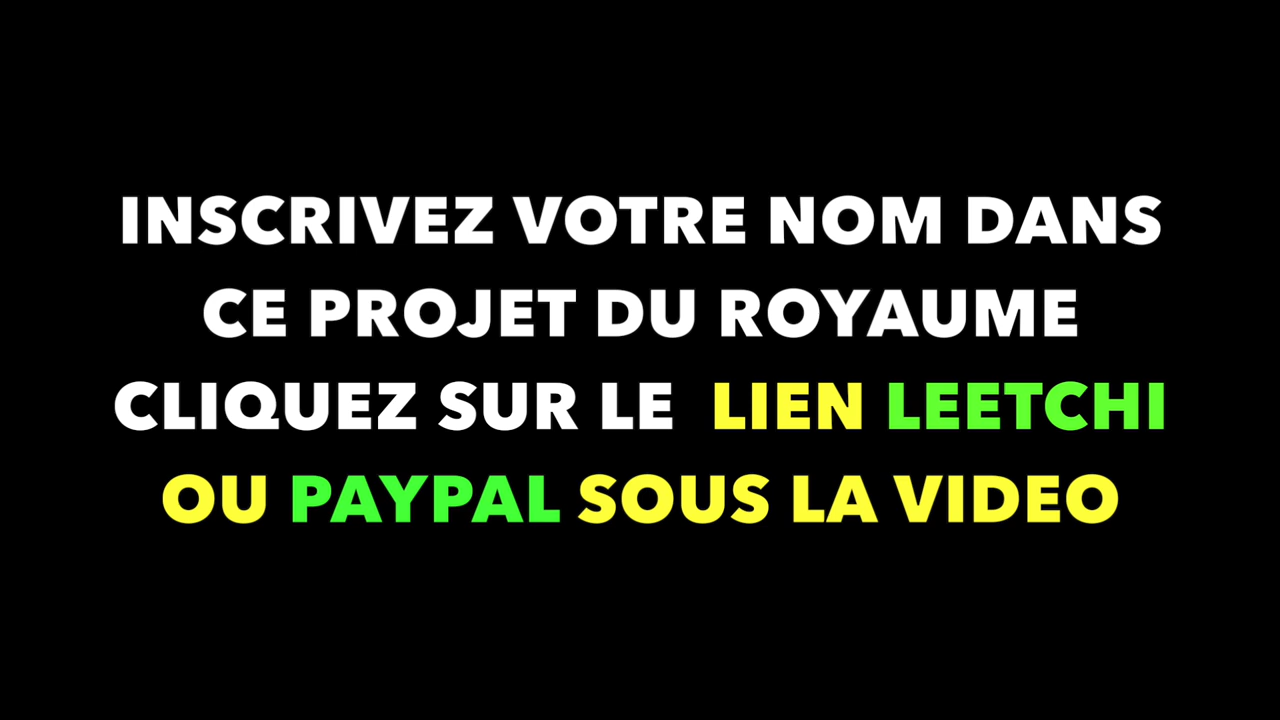 INSCRIVEZ VOTRE NOM DANS
CE PROJET DU ROYAUME
CLIQUEZ SUR LE LIEN LEETCHI
OU PAYPAL SOUS LA VIDEO